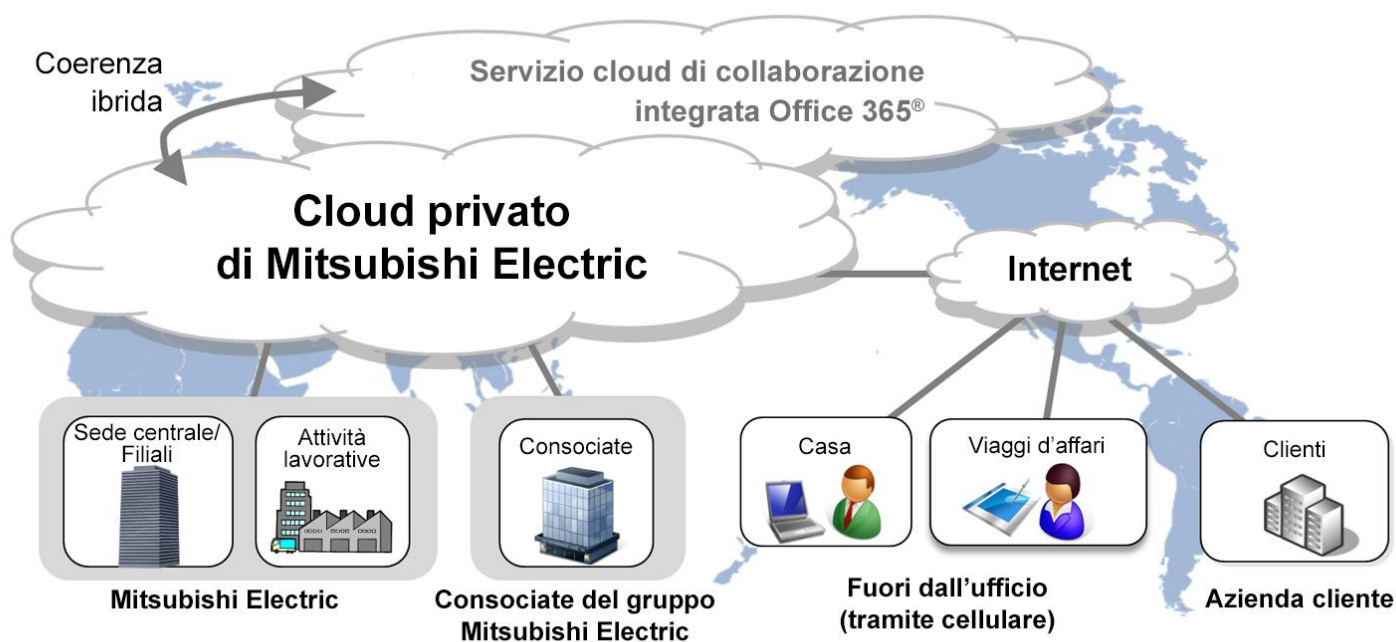 Coerenza
ibrida
Servizio cloud di collaborazione
integrata Office 365®
Cloud privato
di Mitsubishi Electric
Internet
Sede centrale/
Filiali
Attività
lavorative
Consociate
Casa
Viaggi d'affari
Clienti
Mitsubishi Electric
Consociate del gruppo
Mitsubishi Electric
Fuori dall'ufficio
(tramite cellulare)
Azienda cliente